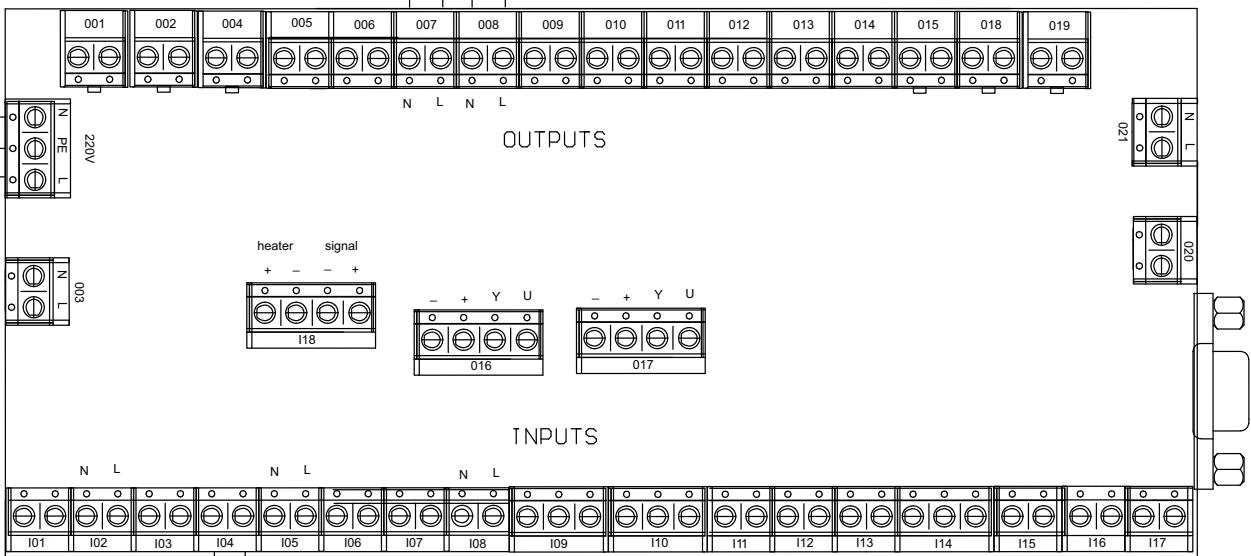 001 002 004 005 006 007 008 009 010 011 012 013 014 015 018 019
N L N L
OUTPUTS
N PE L
220V
021
N L
020
N L
003
heater signal
+ – – +
I18
– + Y U
016
– + Y U
017
INPUTS
N L N L N L
I01 I02 I03 I04 I05 I06 I07 I08 I09 I10 I11 I12 I13 I14 I15 I16 I17